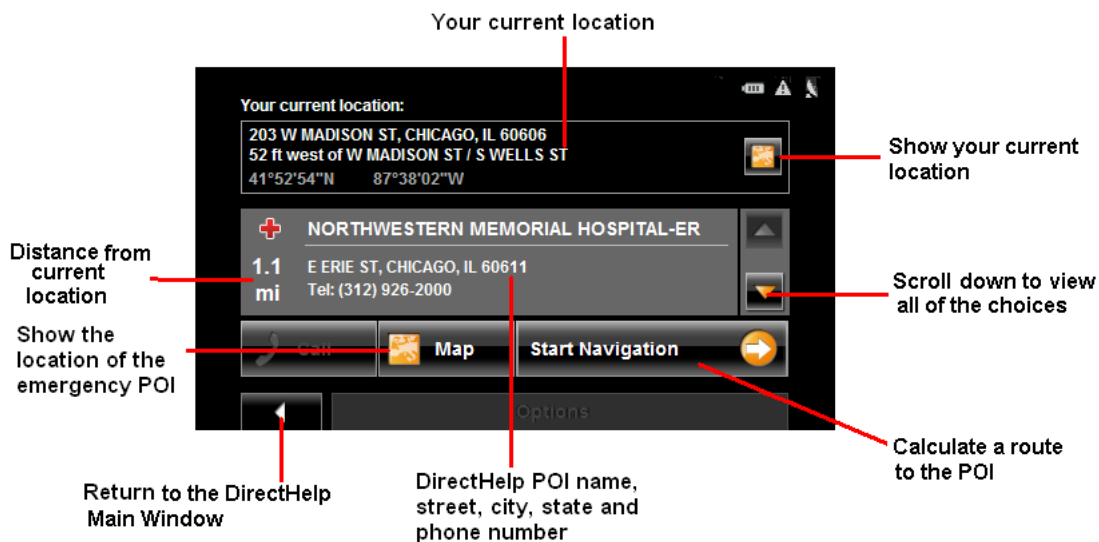 Your current location
Your current location:
203 W MADISON ST, CHICAGO, IL 60606
52 ft west of W MADISON ST / S WELLS ST
41°52'54"N 87°38'02"W
Show your current
location
NORTHWESTERN MEMORIAL HOSPITAL-ER
1.1
mi
E ERIE ST, CHICAGO, IL 60611
Tel: (312) 926-2000
Distance from
current
location
Scroll down to view
all of the choices
Show the
location of the
emergency POI
Call
Map
Start Navigation
Options
Calculate a route
to the POI
Return to the DirectHelp
Main Window
DirectHelp POI name,
street, city, state and
phone number